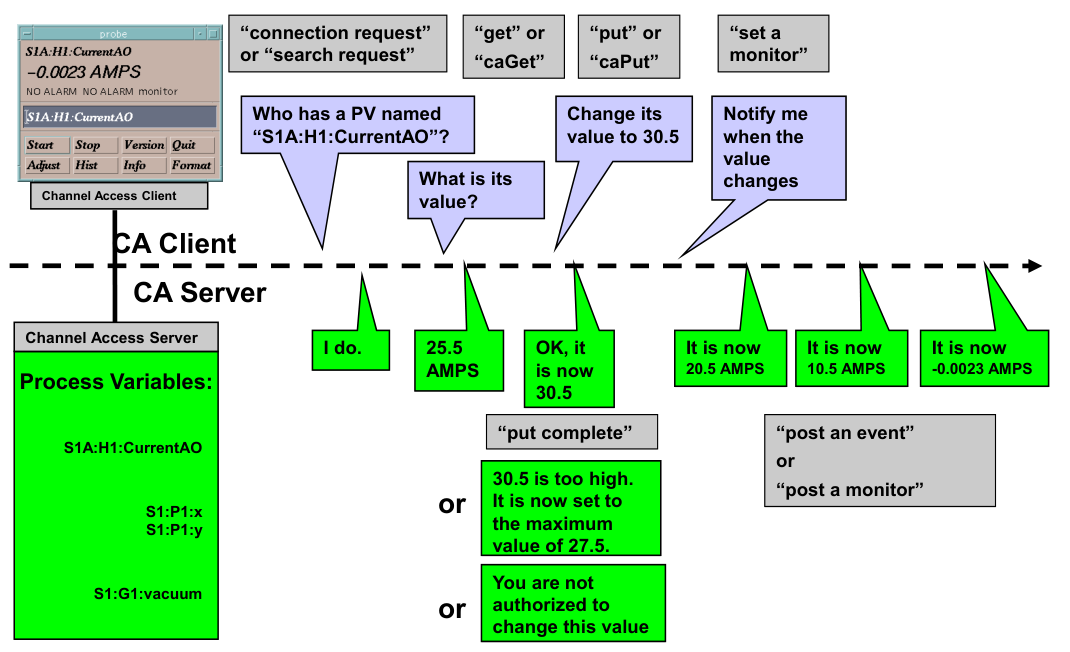 probe
S1A:H1:CurrentAO
-0.0023 AMPS
NO ALARM NO ALARM monitor
S1A:H1:CurrentAO
Start Stop Version Quit
Adjust Hist Info Format
Channel Access Client
“connection request”
or “search request”
“get” or
“caGet”
“put” or
“caPut”
“set a
monitor”
Who has a PV named
“S1A:H1:CurrentAO”?
What is its
value?
Change its
value to 30.5
Notify me
when the
value
changes
CA Client
CA Server
Channel Access Server
Process Variables:
S1A:H1:CurrentAO
S1:P1:x
S1:P1:y
S1:G1:vacuum
I do.
25.5
AMPS
OK, it
is now
30.5
It is now
20.5 AMPS
It is now
10.5 AMPS
It is now
-0.0023 AMPS
“put complete”
“post an event”
or
“post a monitor”
or
30.5 is too high.
It is now set to
the maximum
value of 27.5.
or
You are not
authorized to
change this value